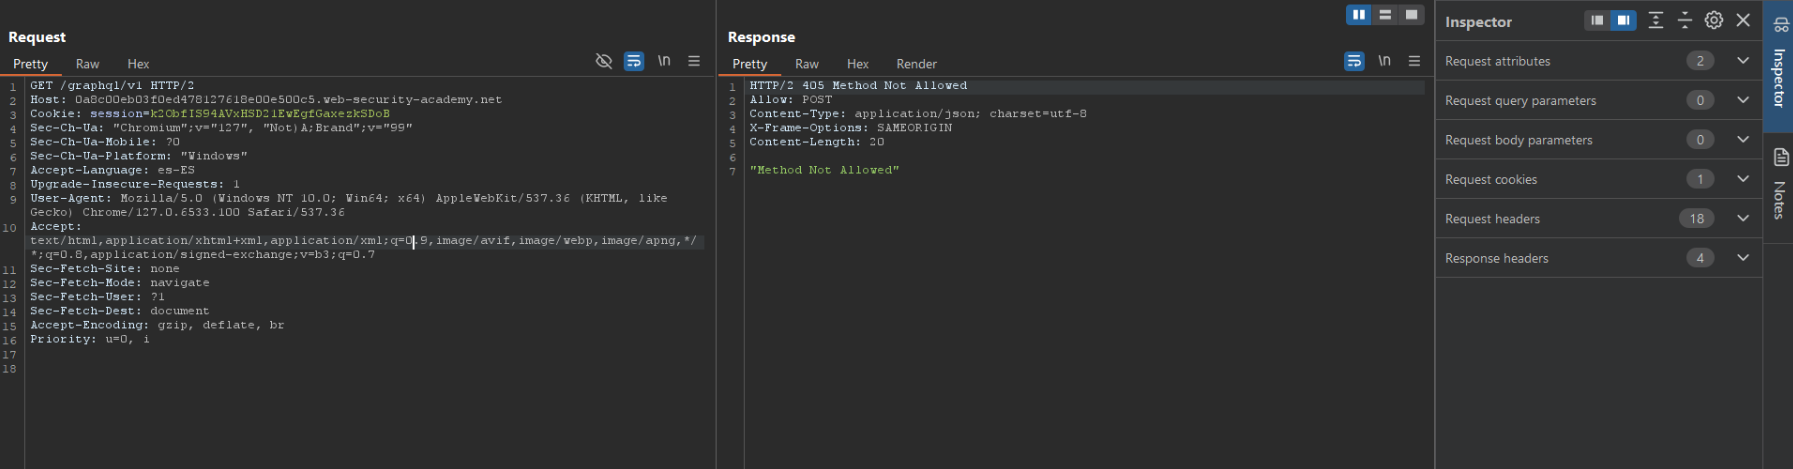 Request
Pretty Raw Hex \n
1 GET /graphql/v1 HTTP/2
2 Host: 0a8c00eb03f0ed478127618e00e500c5.web-security-academy.net
3 Cookie: session=k2ObfIS94AVxHSD2lEwEgfGaxezkSDoB
4 Sec-Ch-Ua: "Chromium";v="127", "Not)A;Brand";v="99"
5 Sec-Ch-Ua-Mobile: ?0
6 Sec-Ch-Ua-Platform: "Windows"
7 Accept-Language: es-ES
8 Upgrade-Insecure-Requests: 1
9 User-Agent: Mozilla/5.0 (Windows NT 10.0; Win64; x64) AppleWebKit/537.36 (KHTML, like
Gecko) Chrome/127.0.6533.100 Safari/537.36
10 Accept:
text/html,application/xhtml+xml,application/xml;q=0.9,image/avif,image/webp,image/apng,*/
*;q=0.8,application/signed-exchange;v=b3;q=0.7
11 Sec-Fetch-Site: none
12 Sec-Fetch-Mode: navigate
13 Sec-Fetch-User: ?1
14 Sec-Fetch-Dest: document
15 Accept-Encoding: gzip, deflate, br
16 Priority: u=0, i
17
18
Response
Pretty Raw Hex Render \n
1 HTTP/2 405 Method Not Allowed
2 Allow: POST
3 Content-Type: application/json; charset=utf-8
4 X-Frame-Options: SAMEORIGIN
5 Content-Length: 20
6
7 "Method Not Allowed"
Inspector
Request attributes 2
Request query parameters 0
Request body parameters 0
Request cookies 1
Request headers 18
Response headers 4
Inspector
Notes